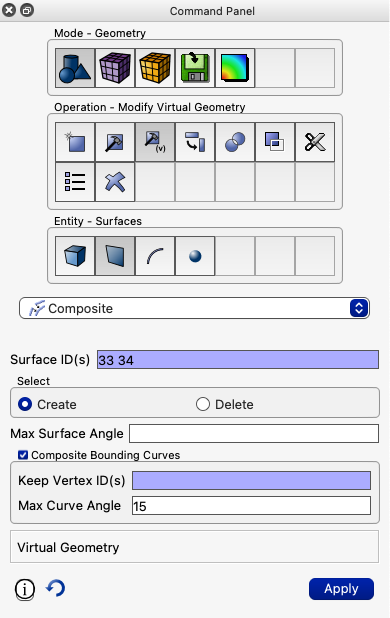 Command Panel
Mode - Geometry
Operation - Modify Virtual Geometry
(v)
Entity - Surfaces
Composite
Surface ID(s) 33 34
Select
Create Delete
Max Surface Angle
Composite Bounding Curves
Keep Vertex ID(s)
Max Curve Angle 15
Virtual Geometry
i Apply